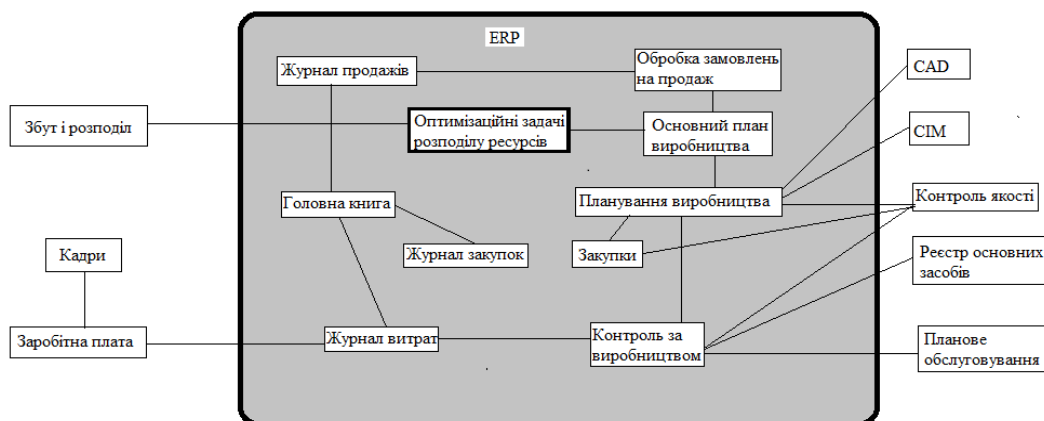 ERP
Журнал продажів
Обробка замовлень
на продаж
CAD
Збут і розподіл
Оптимізаційні задачі
розподілу ресурсів
Основний план
виробництва
CIM
Головна книга
Планування виробництва
Контроль якості
Кадри
Журнал закупок
Закупки
Реєстр основних
засобів
Заробітна плата
Журнал витрат
Контроль за
виробництвом
Планове
обслуговування